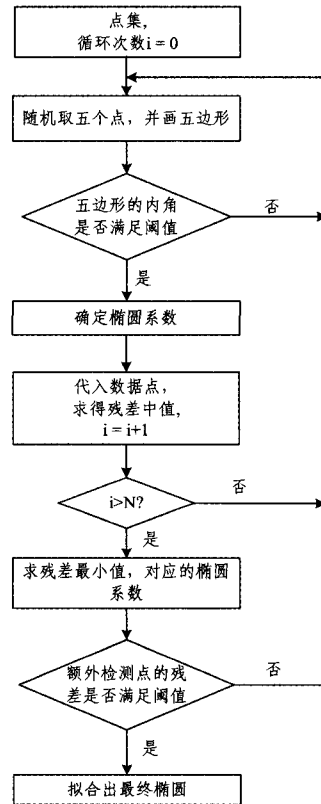 点集，
循环次数i = 0
随机取五个点，并画五边形
五边形的内角
是否满足阈值
否
是
确定椭圆系数
代入数据点，
求得残差中值，
i = i+1
i>N?
否
是
求残差最小值，对应的椭圆
系数
额外检测点的残
差是否满足阈值
否
是
拟合出最终椭圆